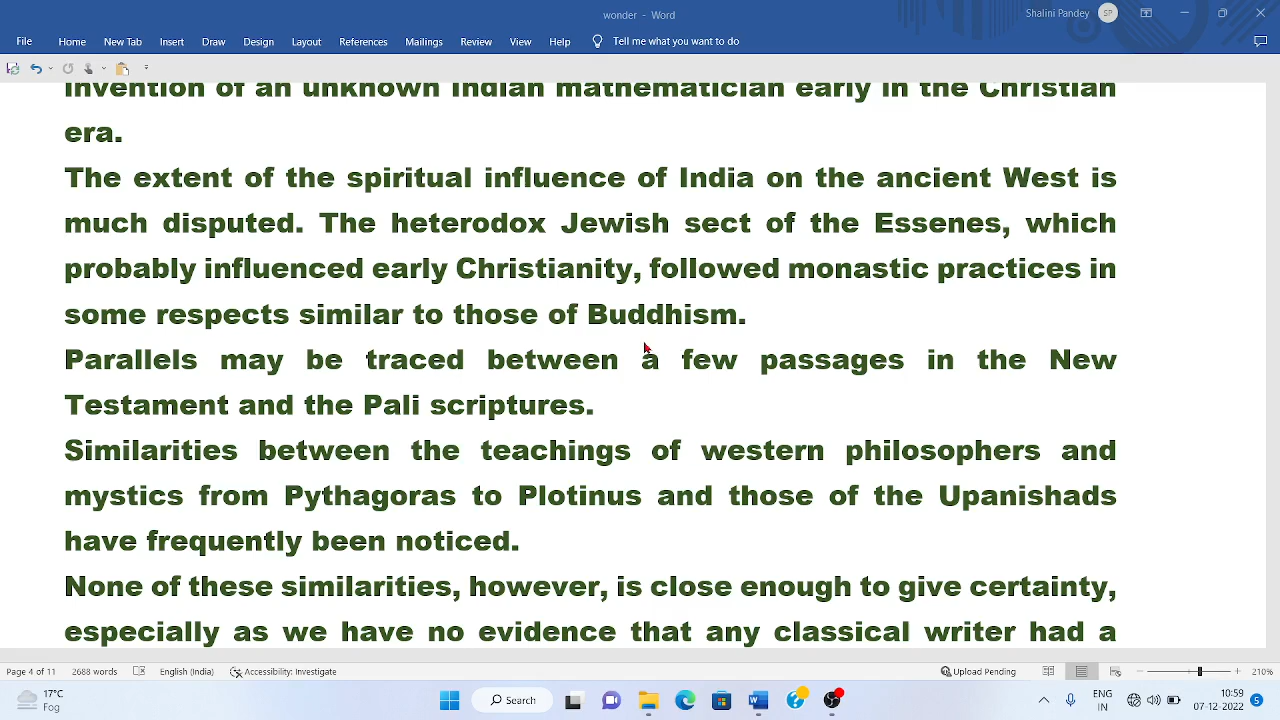 wonder - Word
Shalini Pandey SP
File Home New Tab Insert Draw Design Layout References Mailings Review View Help Tell me what you want to do
invention of an unknown Indian mathematician early in the Christian
era.
The extent of the spiritual influence of India on the ancient West is
much disputed. The heterodox Jewish sect of the Essenes, which
probably influenced early Christianity, followed monastic practices in
some respects similar to those of Buddhism.
Parallels may be traced between a few passages in the New
Testament and the Pali scriptures.
Similarities between the teachings of western philosophers and
mystics from Pythagoras to Plotinus and those of the Upanishads
have frequently been noticed.
None of these similarities, however, is close enough to give certainty,
especially as we have no evidence that any classical writer had a
Page 4 of 11 2688 words English (India) Accessibility: Investigate Upload Pending 210%
17°C
Fog
Search
ENG
IN
10:59
07-12-2022
5